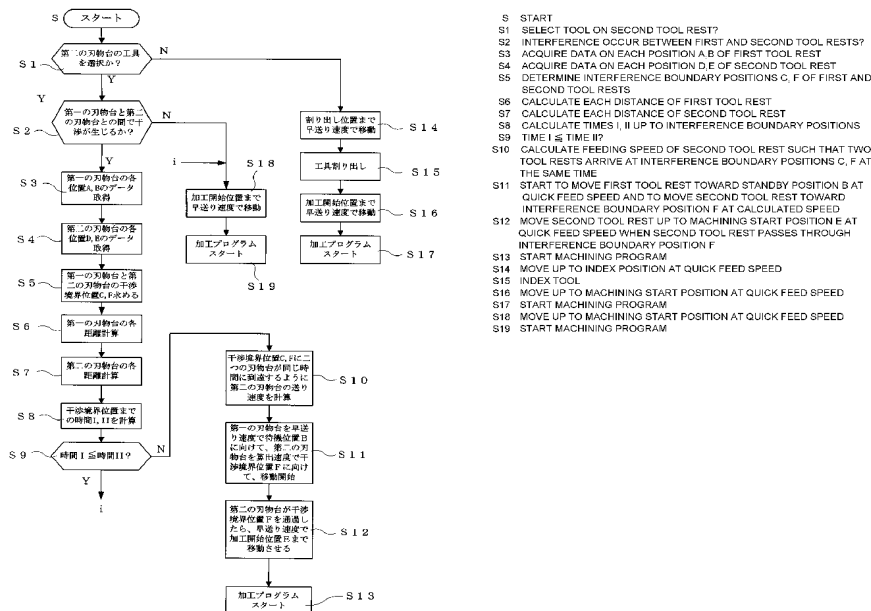 S
スタート
第二の刃物台の工具
を選択か?
N
S1
Y
Y
第一の刃物台と第二
の刃物台との間で干
渉が生じるか?
N
S2
Y
i
S18
加工開始位置まで
早送り速度で移動
加工プログラム
スタート
S19
割り出し位置まで
早送り速度で移動
S14
工具割り出し
S15
加工開始位置まで
早送り速度で移動
S16
加工プログラム
スタート
S17
S3
第一の刃物台の各
位置A,Bのデータ
取得
S4
第二の刃物台の各
位置D,Eのデータ
取得
S5
第一の刃物台と第
二の刃物台の干渉
境界位置C,F求める
S6
第一の刃物台の各
距離計算
S7
第二の刃物台の各
距離計算
S8
干渉境界位置まで
の時間I,IIを計算
S9
時間I≦時間II?
N
Y
i
干渉境界位置C,Fに二
つの刃物台が同じ時
間に到達するように
第二の刃物台の送り
速度を計算
S10
第一の刃物台を早送
り速度で待機位置B
に向けて、第二の刃
物台を算出速度で干
渉境界位置Fに向け
て、移動開始
S11
第二の刃物台が干渉
境界位置Fを通過し
たら、早送り速度で
加工開始位置Eまで
移動させる
S12
加工プログラム
スタート
S13
S START
S1 SELECT TOOL ON SECOND TOOL REST?
S2 INTERFERENCE OCCUR BETWEEN FIRST AND SECOND TOOL RESTS?
S3 ACQUIRE DATA ON EACH POSITION A,B OF FIRST TOOL REST
S4 ACQUIRE DATA ON EACH POSITION D,E OF SECOND TOOL REST
S5 DETERMINE INTERFERENCE BOUNDARY POSITIONS C, F OF FIRST AND
SECOND TOOL RESTS
S6 CALCULATE EACH DISTANCE OF FIRST TOOL REST
S7 CALCULATE EACH DISTANCE OF SECOND TOOL REST
S8 CALCULATE TIMES I, II UP TO INTERFERENCE BOUNDARY POSITIONS
S9 TIME I ≦ TIME II?
S10 CALCULATE FEEDING SPEED OF SECOND TOOL REST SUCH THAT TWO
TOOL RESTS ARRIVE AT INTERFERENCE BOUNDARY POSITIONS C, F AT
THE SAME TIME
S11 START TO MOVE FIRST TOOL REST TOWARD STANDBY POSITION B AT
QUICK FEED SPEED AND TO MOVE SECOND TOOL REST TOWARD
INTERFERENCE BOUNDARY POSITION F AT CALCULATED SPEED
S12 MOVE SECOND TOOL REST UP TO MACHINING START POSITION E AT
QUICK FEED SPEED WHEN SECOND TOOL REST PASSES THROUGH
INTERFERENCE BOUNDARY POSITION F
S13 START MACHINING PROGRAM
S14 MOVE UP TO INDEX POSITION AT QUICK FEED SPEED
S15 INDEX TOOL
S16 MOVE UP TO MACHINING START POSITION AT QUICK FEED SPEED
S17 START MACHINING PROGRAM
S18 MOVE UP TO MACHINING START POSITION AT QUICK FEED SPEED
S19 START MACHINING PROGRAM